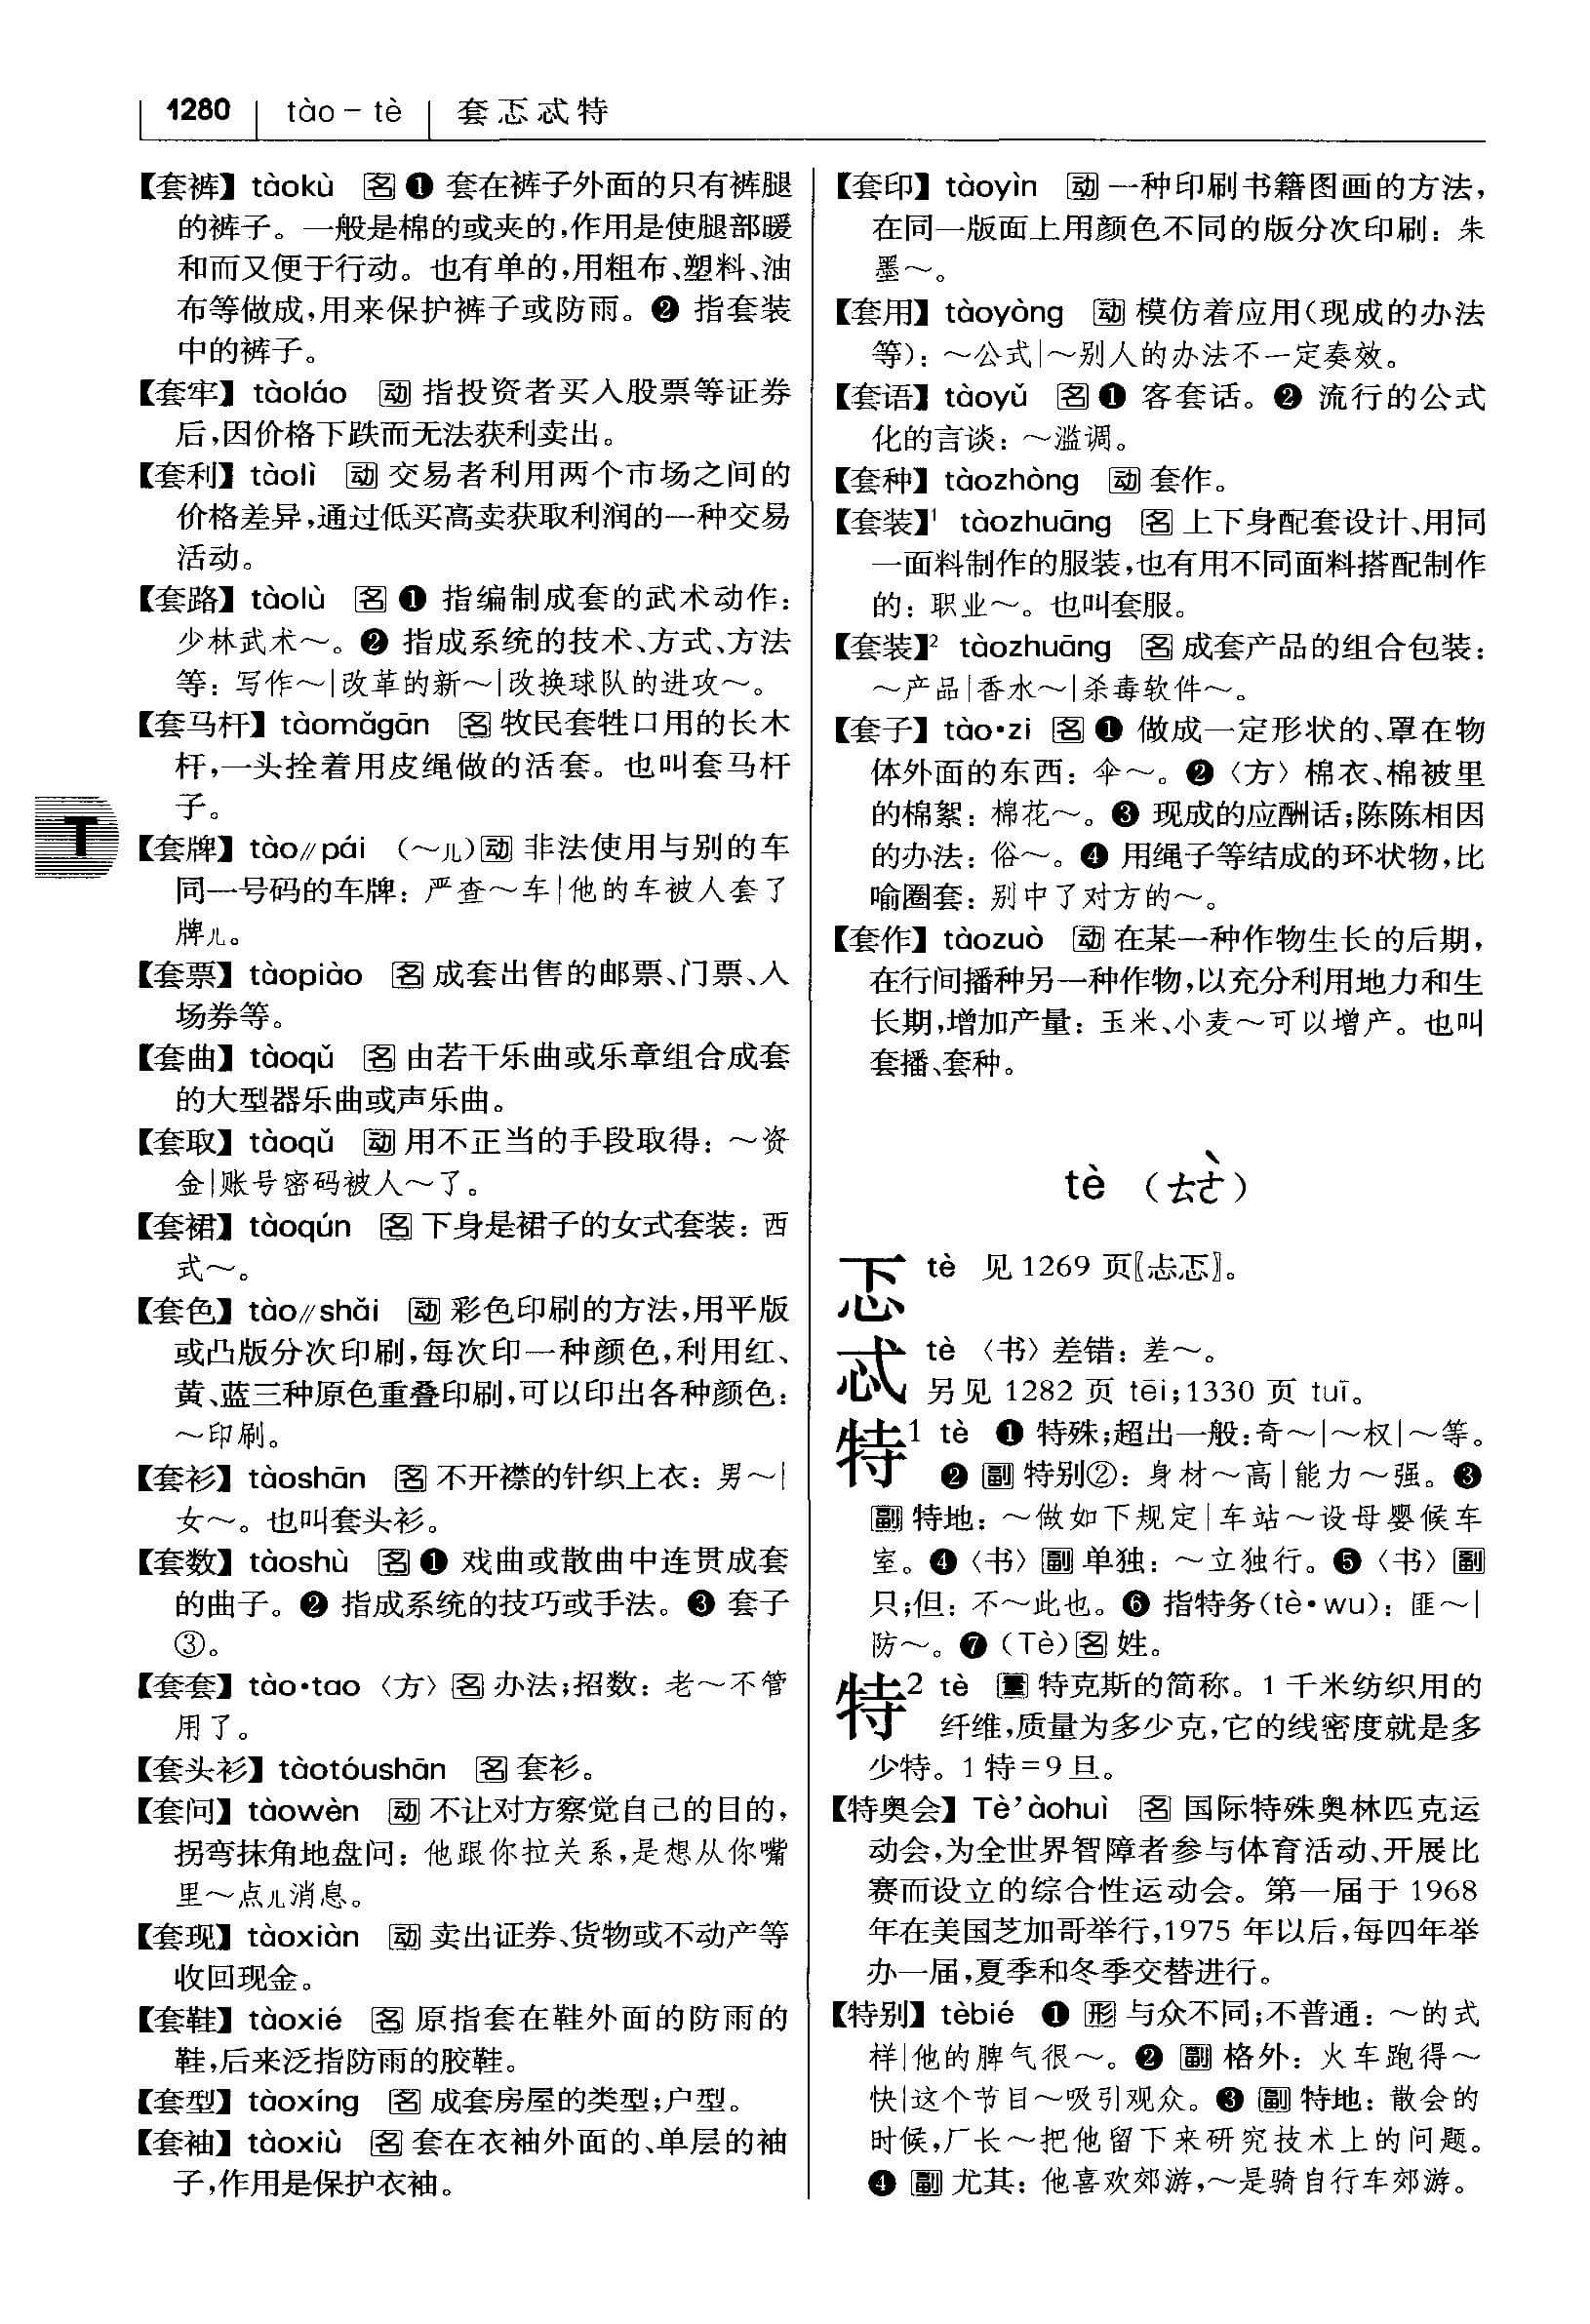 1280 tào-tè 套忑忒特
【套裤】 tàokù 名 ❶ 套在裤子外面的只有裤腿
的裤子。一般是棉的或夹的,作用是使腿部暖
和而又便于行动。也有单的,用粗布、塑料、油
布等做成,用来保护裤子或防雨。❷ 指套装
中的裤子。
【套牢】 tàoláo 动 指投资者买入股票等证券
后,因价格下跌而无法获利卖出。
【套利】 tàolì 动 交易者利用两个市场之间的
价格差异,通过低买高卖获取利润的一种交易
活动。
【套路】 tàolù 名 ❶ 指编制成套的武术动作:
少林武术~。❷ 指成系统的技术、方式、方法
等: 写作~|改革的新~|改换球队的进攻~。
【套马杆】 tàomǎgān 名 牧民套牲口用的长木
杆,一头拴着用皮绳做的活套。也叫套马杆
子。
T
【套牌】 tào//pái (~儿)动 非法使用与别的车
同一号码的车牌: 严查~车|他的车被人套了
牌儿。
【套票】 tàopiào 名 成套出售的邮票、门票、入
场券等。
【套曲】 tàoqǔ 名 由若干乐曲或乐章组合成套
的大型器乐曲或声乐曲。
【套取】 tàoqǔ 动 用不正当的手段取得: ~资
金|账号密码被人~了。
【套裙】 tàoqún 名 下身是裙子的女式套装: 西
式~。
【套色】 tào//shǎi 动 彩色印刷的方法,用平版
或凸版分次印刷,每次印一种颜色,利用红、
黄、蓝三种原色重叠印刷,可以印出各种颜色:
~印刷。
【套衫】 tàoshān 名 不开襟的针织上衣: 男~|
女~。也叫套头衫。
【套数】 tàoshù 名 ❶ 戏曲或散曲中连贯成套
的曲子。❷ 指成系统的技巧或手法。❸ 套子
③。
【套套】 tào·tao 〈方〉 名 办法;招数: 老~不管
用了。
【套头衫】 tàotóushān 名 套衫。
【套问】 tàowèn 动 不让对方察觉自己的目的,
拐弯抹角地盘问: 他跟你拉关系,是想从你嘴
里~点儿消息。
【套现】 tàoxiàn 动 卖出证券、货物或不动产等
收回现金。
【套鞋】 tàoxié 名 原指套在鞋外面的防雨的
鞋,后来泛指防雨的胶鞋。
【套型】 tàoxíng 名 成套房屋的类型;户型。
【套袖】 tàoxiù 名 套在衣袖外面的、单层的袖
子,作用是保护衣袖。
【套印】 tàoyìn 动 一种印刷书籍图画的方法,
在同一版面上用颜色不同的版分次印刷: 朱
墨~。
【套用】 tàoyòng 动 模仿着应用(现成的办法
等): ~公式|~别人的办法不一定奏效。
【套语】 tàoyǔ 名 ❶ 客套话。❷ 流行的公式
化的言谈: ~滥调。
【套种】 tàozhòng 动 套作。
【套装】¹ tàozhuāng 名 上下身配套设计、用同
一面料制作的服装,也有用不同面料搭配制作
的: 职业~。也叫套服。
【套装】² tàozhuāng 名 成套产品的组合包装:
~产品|香水~|杀毒软件~。
【套子】 tào·zi 名 ❶ 做成一定形状的、罩在物
体外面的东西: 伞~。❷〈方〉棉衣、棉被里
的棉絮: 棉花~。❸ 现成的应酬话;陈陈相因
的办法: 俗~。❹ 用绳子等结成的环状物,比
喻圈套: 别中了对方的~。
【套作】 tàozuò 动 在某一种作物生长的后期,
在行间播种另一种作物,以充分利用地力和生
长期,增加产量: 玉米、小麦~可以增产。也叫
套播、套种。
tè (ㄊㄜˋ)
忑 tè 见 1269 页〖忐忑〗。
忒 tè 〈书〉差错: 差~。
另见 1282 页 tēi;1330 页 tuī。
特¹ tè ❶ 特殊;超出一般:奇~|~权|~等。
❷ 副 特别②: 身材~高|能力~强。❸
副 特地: ~做如下规定|车站~设母婴候车
室。❹〈书〉副 单独: ~立独行。❺〈书〉副
只;但: 不~此也。❻ 指特务(tè·wu): 匪~|
防~。❼ (Tè)名 姓。
特² tè 量 特克斯的简称。1 千米纺织用的
纤维,质量为多少克,它的线密度就是多
少特。1 特=9 旦。
【特奥会】 Tè'àohuì 名 国际特殊奥林匹克运
动会,为全世界智障者参与体育活动、开展比
赛而设立的综合性运动会。第一届于 1968
年在美国芝加哥举行,1975 年以后,每四年举
办一届,夏季和冬季交替进行。
【特别】 tèbié ❶ 形 与众不同;不普通: ~的式
样|他的脾气很~。❷ 副 格外: 火车跑得~
快|这个节目~吸引观众。❸ 副 特地: 散会的
时候,厂长~把他留下来研究技术上的问题。
❹ 副 尤其: 他喜欢郊游,~是骑自行车郊游。